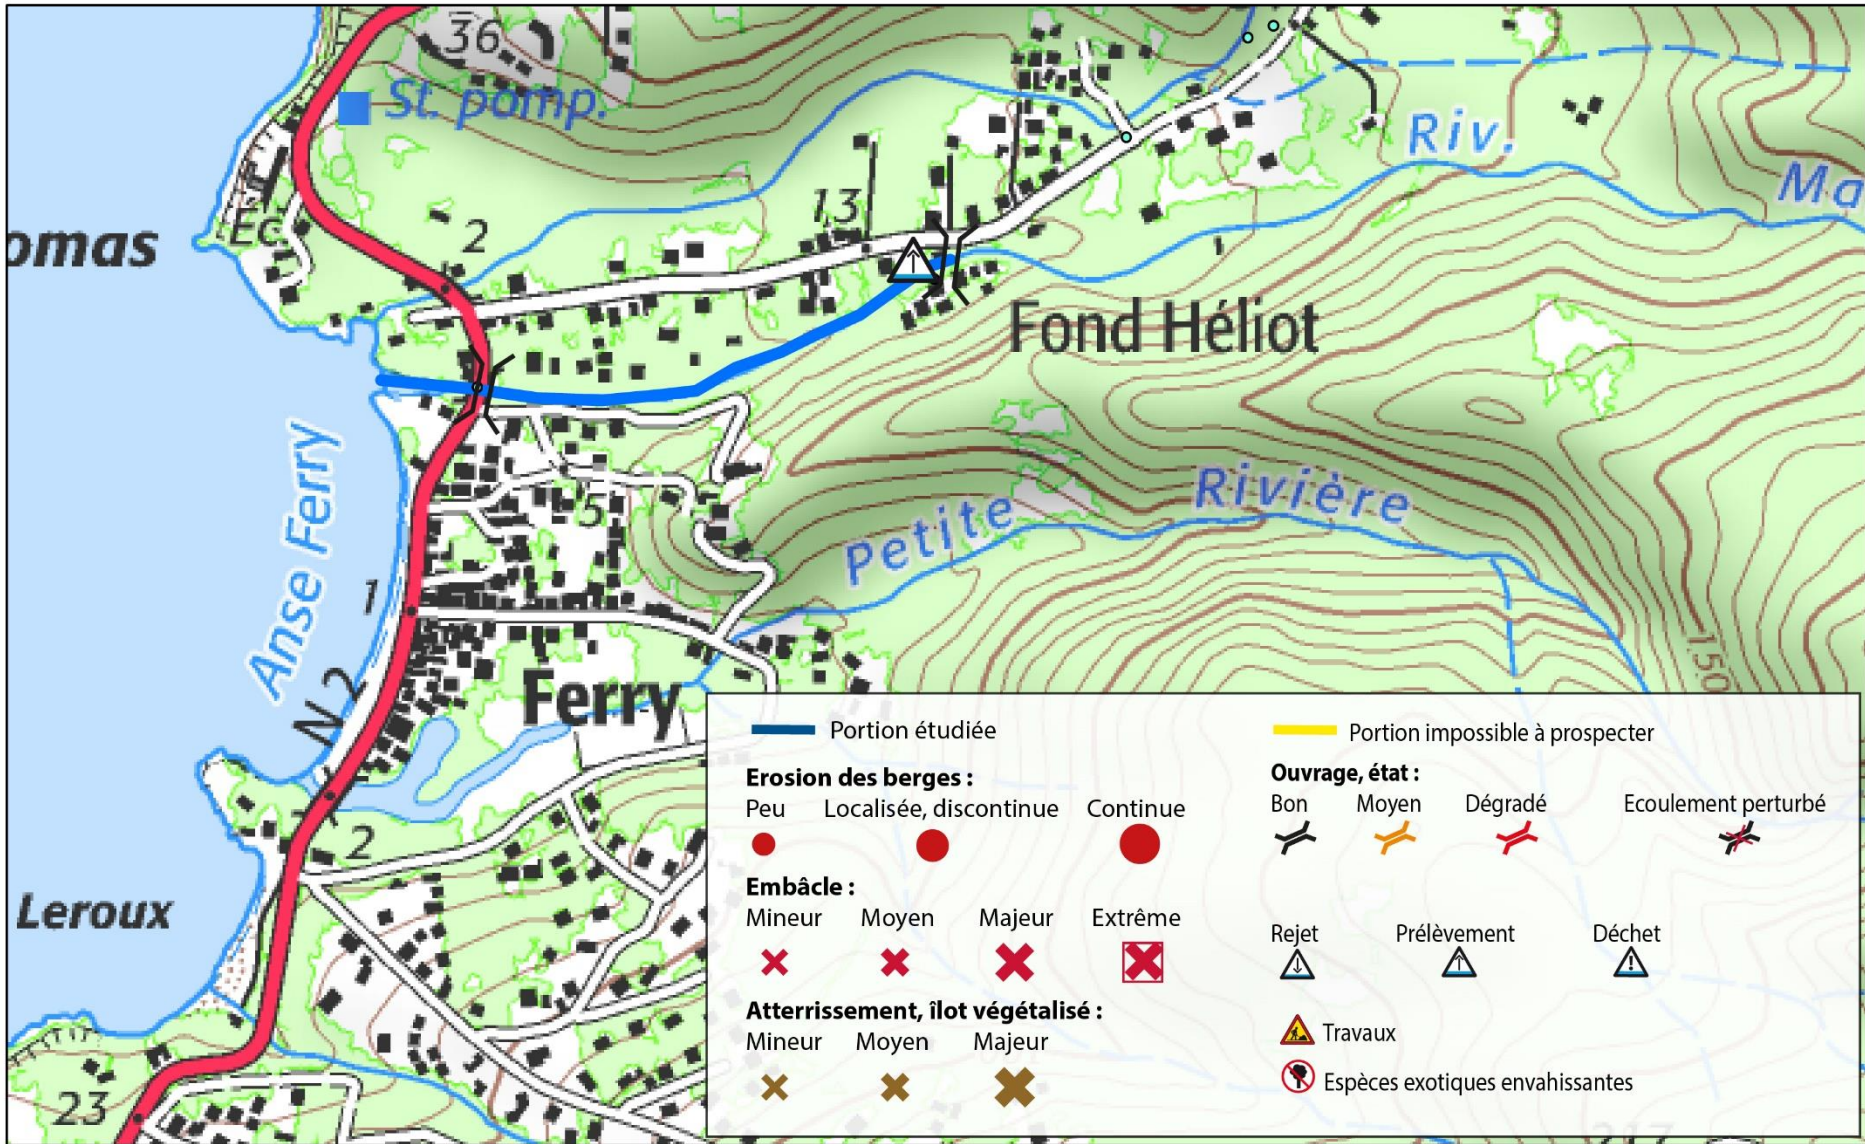 36
St. pomp.
Riv.
Ma
13
Éc.
2
omas
Fond Héliot
Anse Ferry
5
Petite Rivière
1
N 2
Ferry
150
2
Leroux
23
Portion étudiée
Erosion des berges :
Peu Localisée, discontinue Continue
Embâcle :
Mineur Moyen Majeur Extrême
Atterrissement, îlot végétalisé :
Mineur Moyen Majeur
Portion impossible à prospecter
Ouvrage, état :
Bon Moyen Dégradé Ecoulement perturbé
Rejet Prélèvement Déchet
Travaux
Espèces exotiques envahissantes